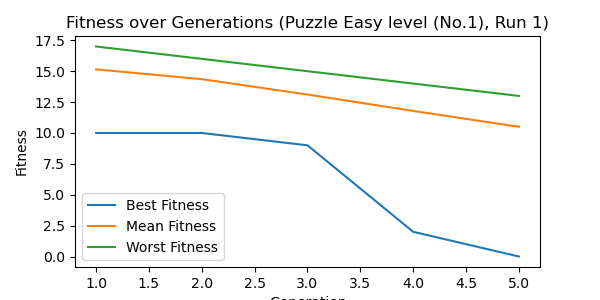 Fitness over Generations (Puzzle Easy level (No.1), Run 1)
17.5
15.0
12.5
10.0
7.5
5.0
2.5
0.0
Fitness
Best Fitness
Mean Fitness
Worst Fitness
1.0 1.5 2.0 2.5 3.0 3.5 4.0 4.5 5.0
Generation